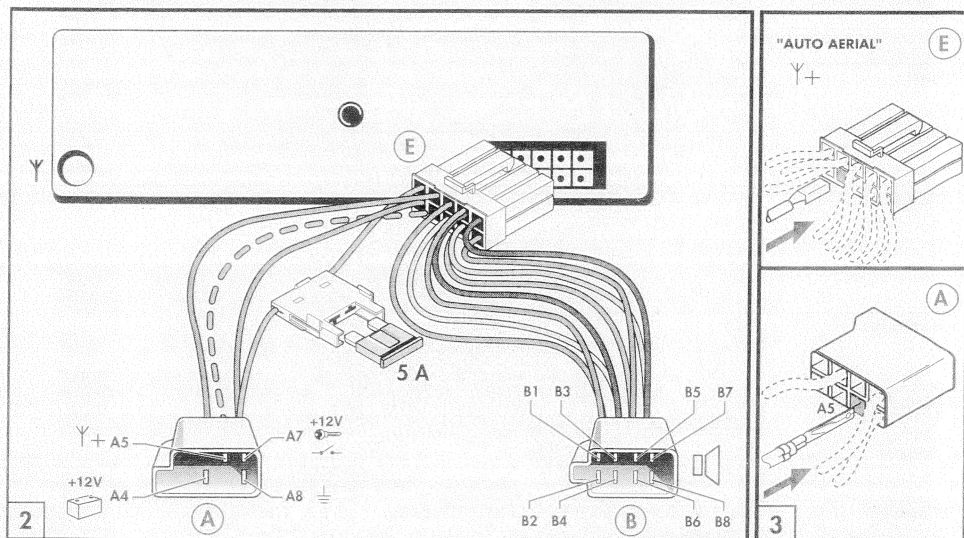 E
5 A
B1 B3 B5 B7
+12V
+ A5 A7
+12V
A4 A8
B2 B4 B6 B8
A B
2
"AUTO AERIAL"
E
+
A
A5
3